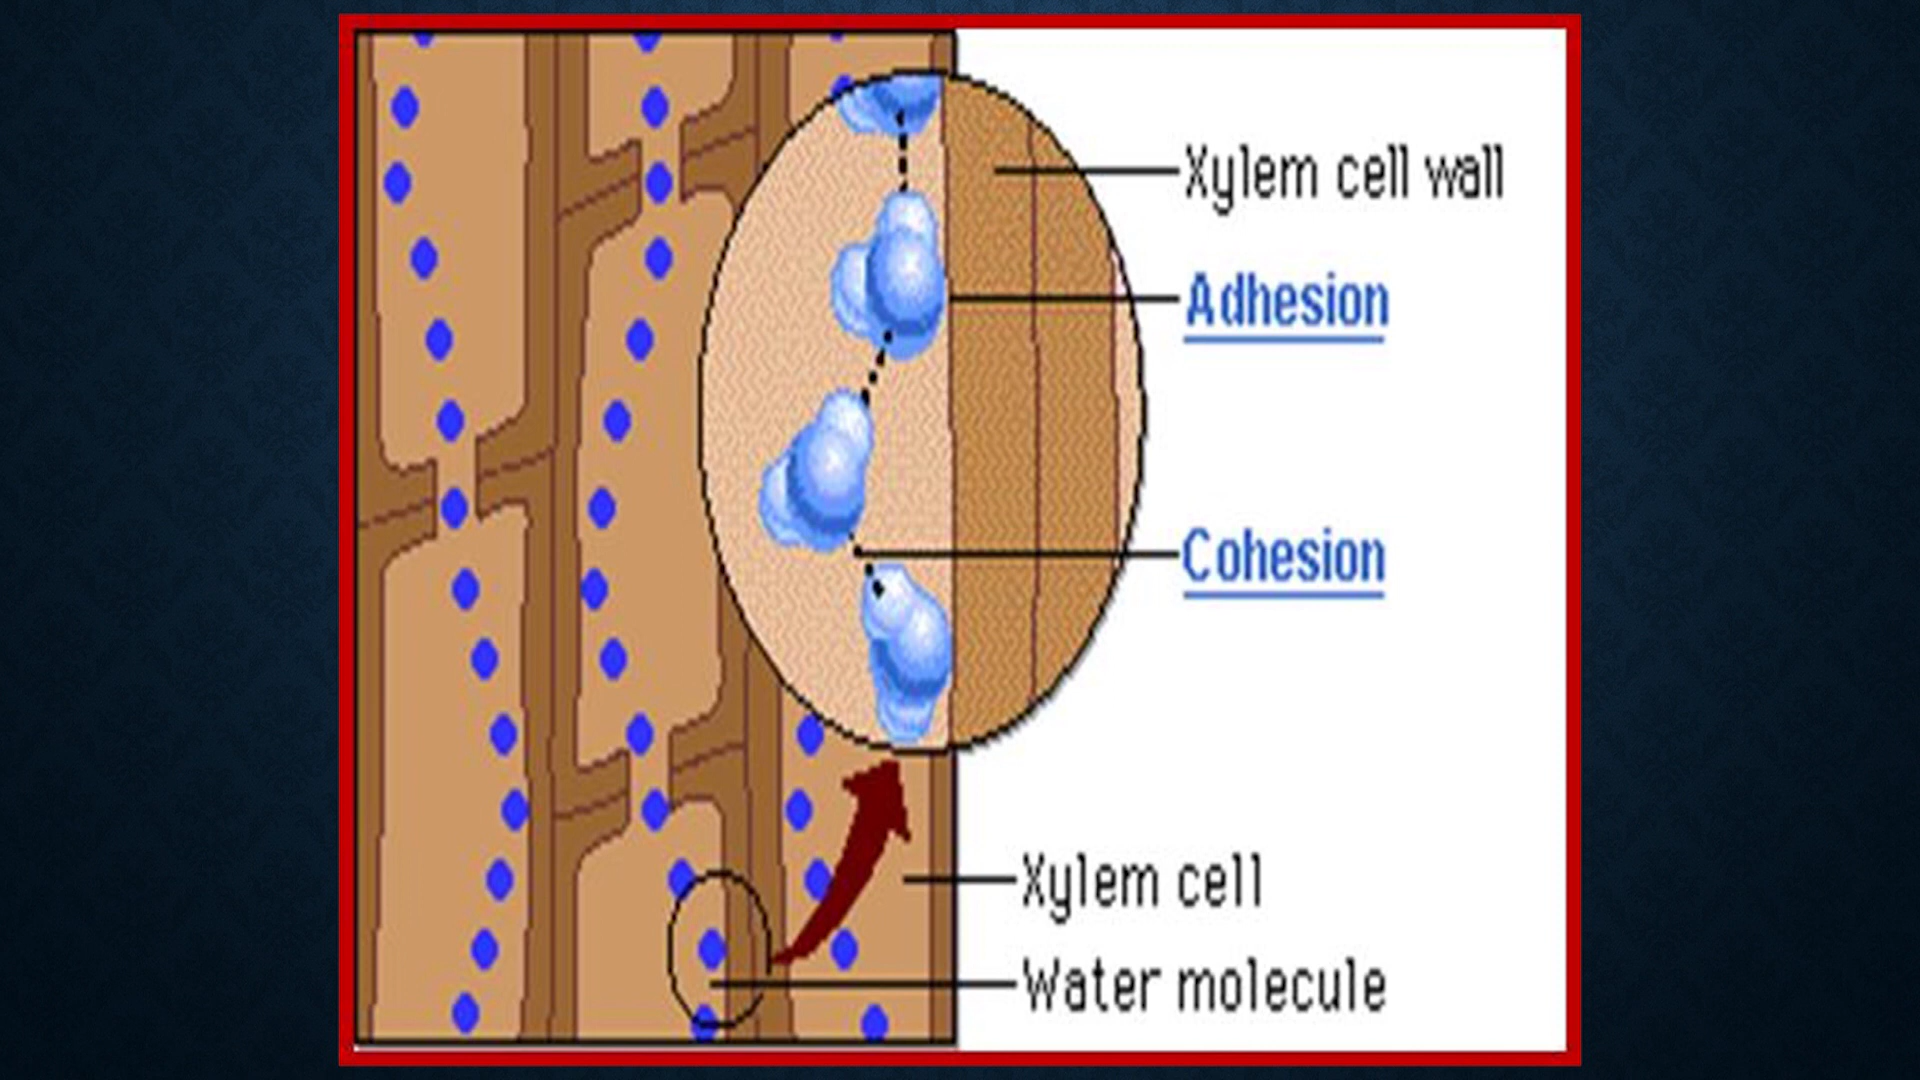 Xylem cell wall
Adhesion
Cohesion
Xylem cell
Water molecule